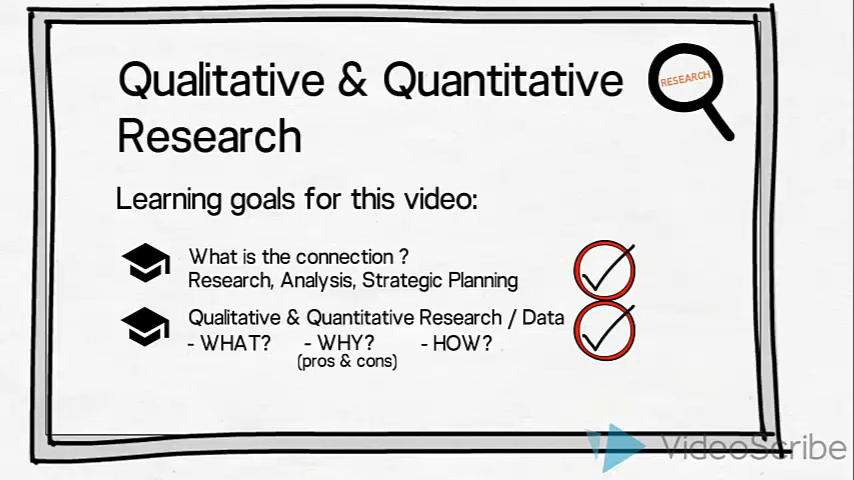 Qualitative & Quantitative
Research
RESEARCH
Learning goals for this video:
What is the connection ?
Research, Analysis, Strategic Planning
Qualitative & Quantitative Research / Data
- WHAT? - WHY? - HOW?
(pros & cons)
VideoScribe